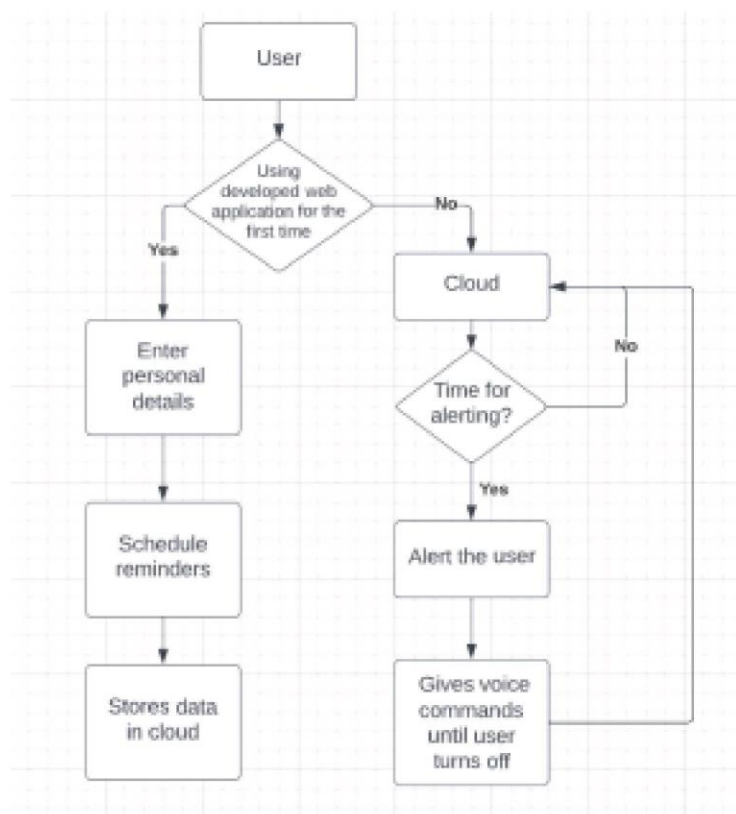 User
Using
developed web
application for the
first time
No
Yes
Cloud
Enter
personal
details
No
Time for
alerting?
Yes
Schedule
reminders
Alert the user
Stores data
in cloud
Gives voice
commands
until user
turns off